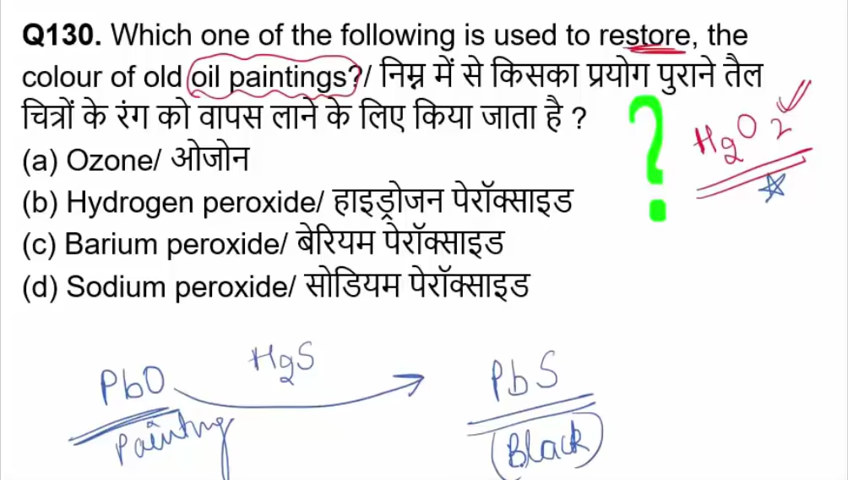 Q130. Which one of the following is used to restore, the
colour of old oil paintings?/ निम्न में से किसका प्रयोग पुराने तैल
चित्रों के रंग को वापस लाने के लिए किया जाता है ?
?
H2O2
(a) Ozone/ ओजोन
(b) Hydrogen peroxide/ हाइड्रोजन पेरॉक्साइड
(c) Barium peroxide/ बेरियम पेरॉक्साइड
(d) Sodium peroxide/ सोडियम पेरॉक्साइड
PbO H2S PbS
Painting
Black